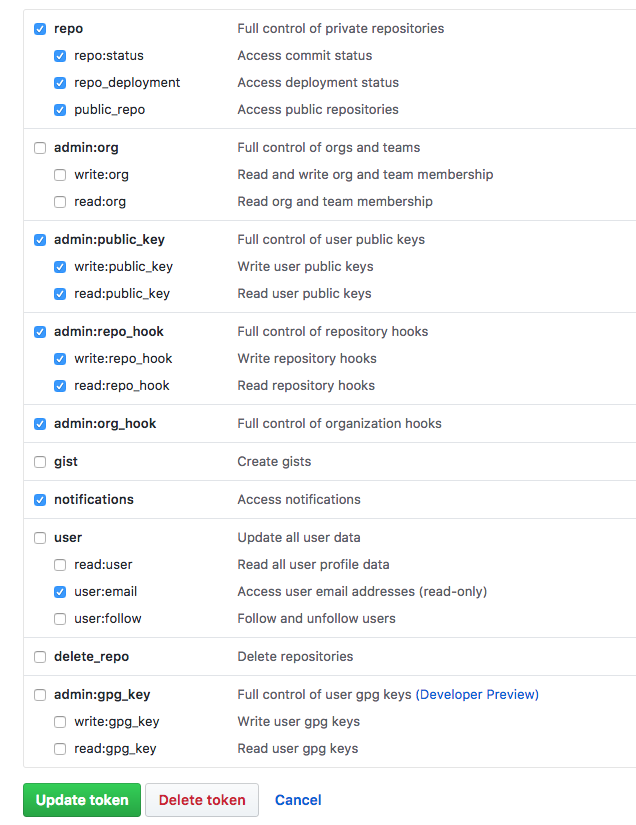 repo Full control of private repositories
repo:status Access commit status
repo_deployment Access deployment status
public_repo Access public repositories
admin:org Full control of orgs and teams
write:org Read and write org and team membership
read:org Read org and team membership
admin:public_key Full control of user public keys
write:public_key Write user public keys
read:public_key Read user public keys
admin:repo_hook Full control of repository hooks
write:repo_hook Write repository hooks
read:repo_hook Read repository hooks
admin:org_hook Full control of organization hooks
gist Create gists
notifications Access notifications
user Update all user data
read:user Read all user profile data
user:email Access user email addresses (read-only)
user:follow Follow and unfollow users
delete_repo Delete repositories
admin:gpg_key Full control of user gpg keys (Developer Preview)
write:gpg_key Write user gpg keys
read:gpg_key Read user gpg keys
Update token Delete token Cancel